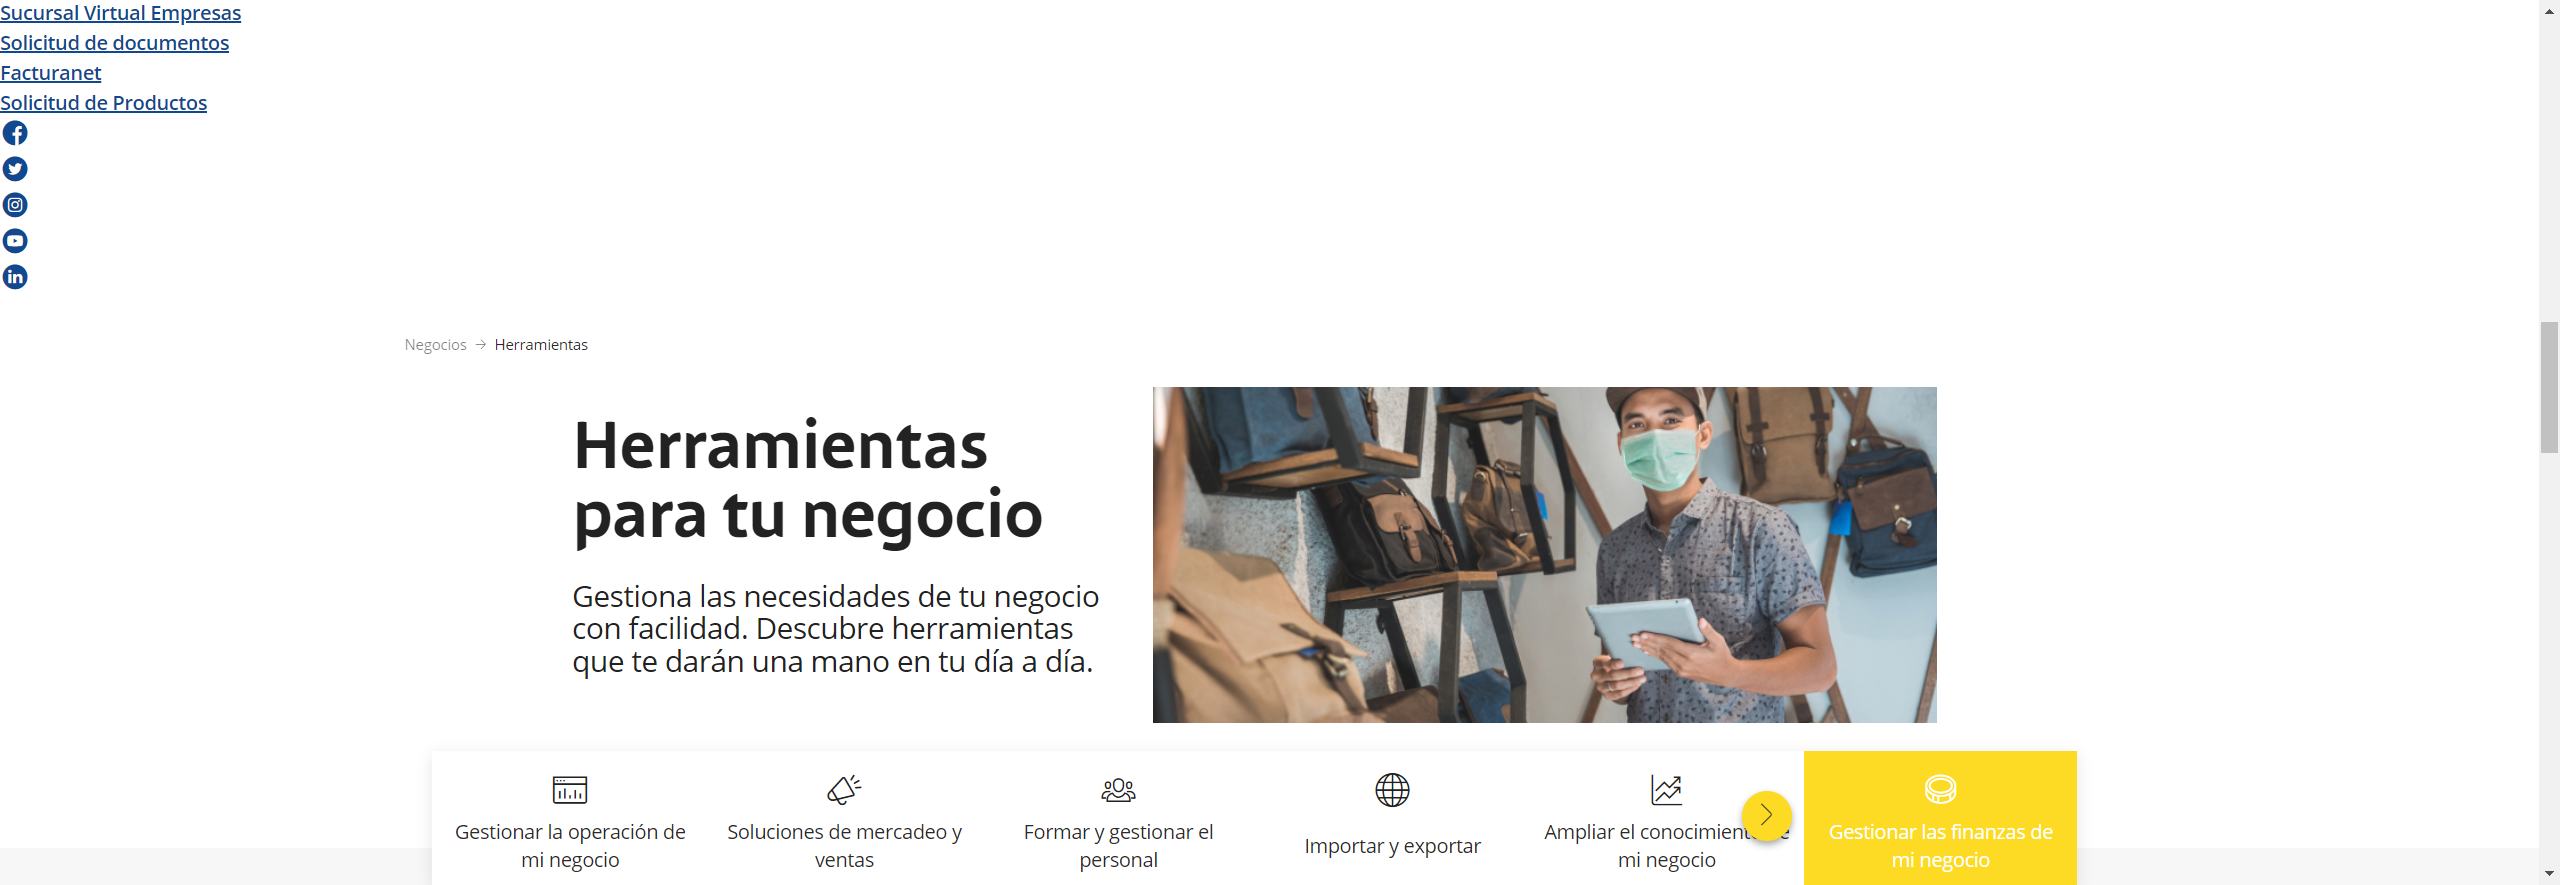 Sucursal Virtual Empresas
Solicitud de documentos
Facturanet
Solicitud de Productos
Negocios → Herramientas
Herramientas
para tu negocio
Gestiona las necesidades de tu negocio
con facilidad. Descubre herramientas
que te darán una mano en tu día a día.
Gestionar la operación de
mi negocio
Soluciones de mercadeo y
ventas
Formar y gestionar el
personal
Importar y exportar
Ampliar el conocimiento de
mi negocio
Gestionar las finanzas de
mi negocio